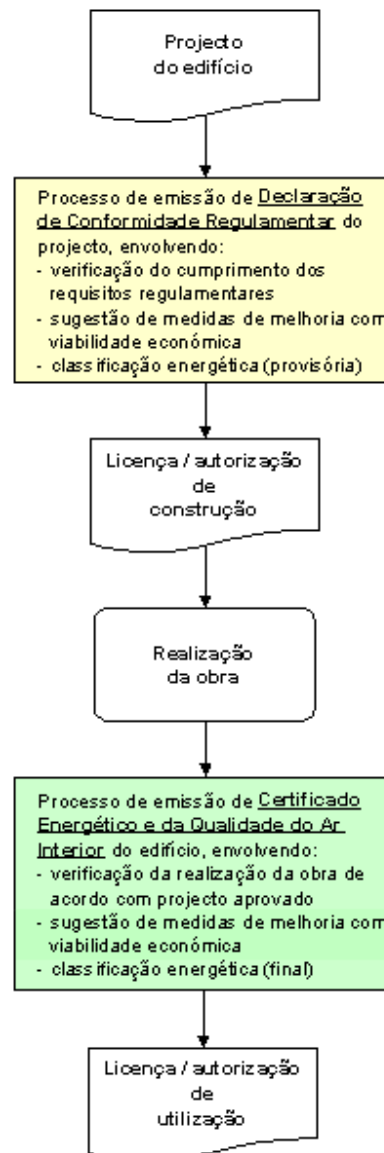 Projecto
do edifício
Processo de emissão de Declaração
de Conformidade Regulamentar do
projecto, envolvendo:
- verificação do cumprimento dos
requisitos regulamentares
- sugestão de medidas de melhoria com
viabilidade económica
- classificação energética (provisória)
Licença / autorização
de
construção
Realização
da obra
Processo de emissão de Certificado
Energético e da Qualidade do Ar
Interior do edifício, envolvendo:
- verificação da realização da obra de
acordo com projecto aprovado
- sugestão de medidas de melhoria com
viabilidade económica
- classificação energética (final)
Licença / autorização
de
utilização